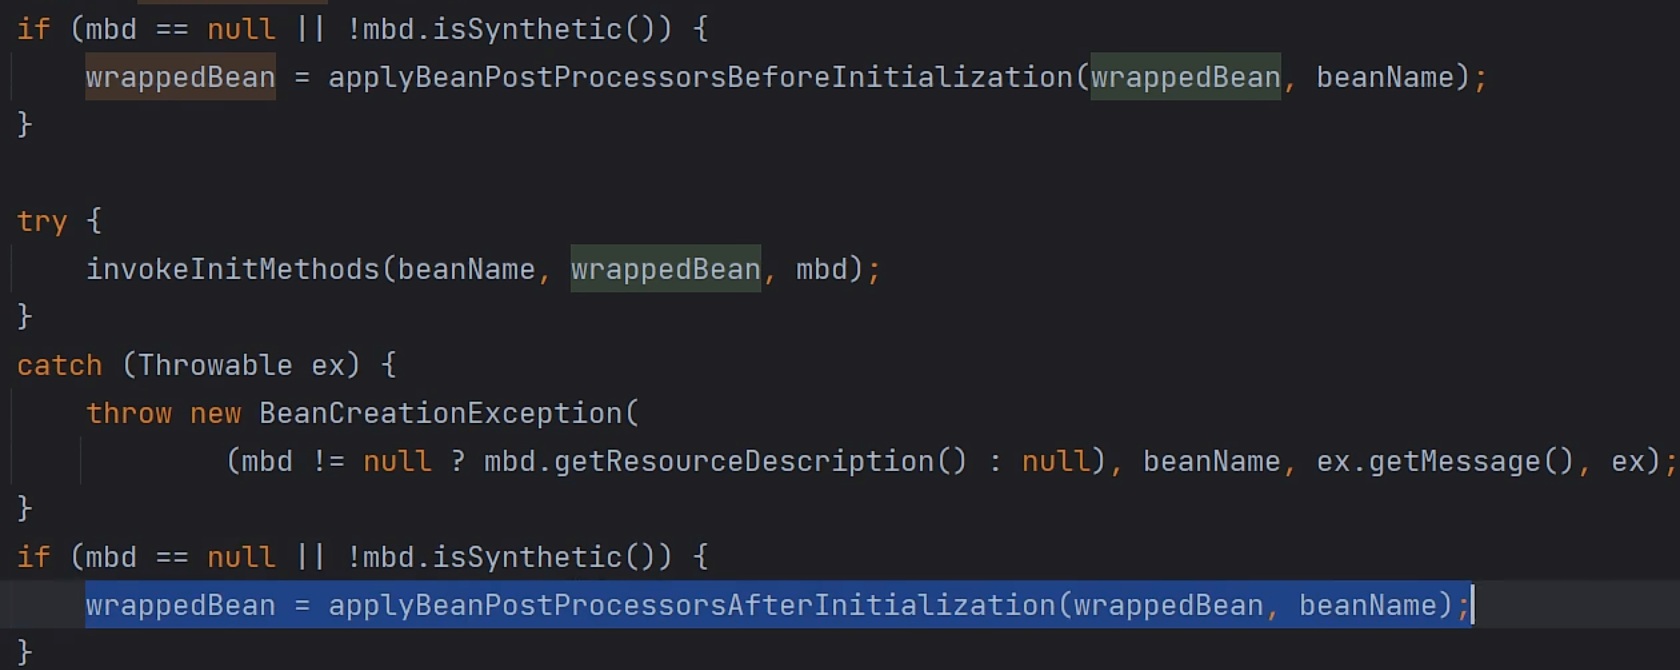 if (mbd == null || !mbd.isSynthetic()) {
wrappedBean = applyBeanPostProcessorsBeforeInitialization(wrappedBean, beanName);
}
try {
invokeInitMethods(beanName, wrappedBean, mbd);
}
catch (Throwable ex) {
throw new BeanCreationException(
(mbd != null ? mbd.getResourceDescription() : null), beanName, ex.getMessage(), ex);
}
if (mbd == null || !mbd.isSynthetic()) {
wrappedBean = applyBeanPostProcessorsAfterInitialization(wrappedBean, beanName);
}